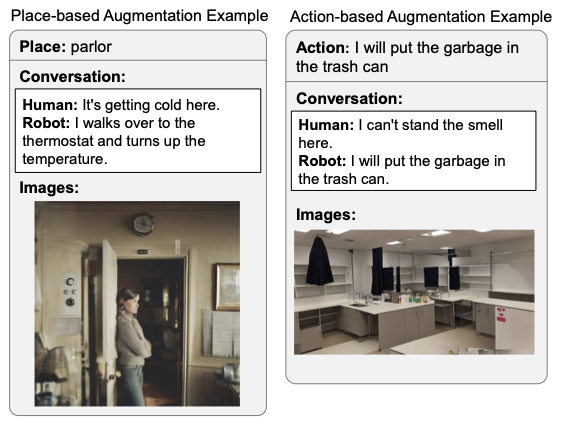 Place-based Augmentation Example
Place: parlor
Conversation:
Human: It's getting cold here.
Robot: I walks over to the
thermostat and turns up the
temperature.
Images:
Action-based Augmentation Example
Action: I will put the garbage in
the trash can
Conversation:
Human: I can't stand the smell
here.
Robot: I will put the garbage in
the trash can.
Images: